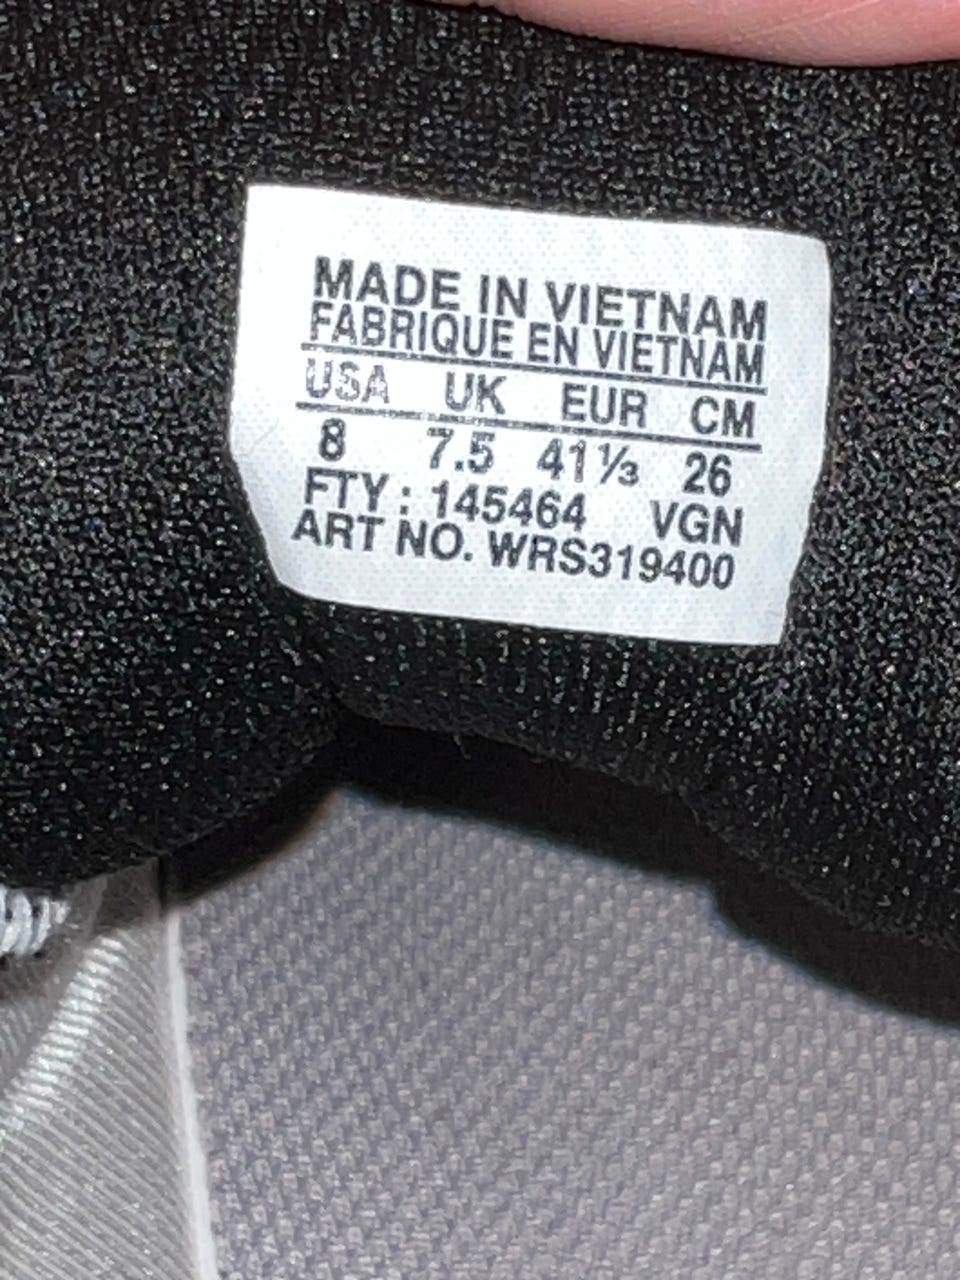 MADE IN VIETNAM
FABRIQUE EN VIETNAM
USA UK EUR CM
8 7.5 41⅓ 26
FTY : 145464 VGN
ART NO. WRS319400